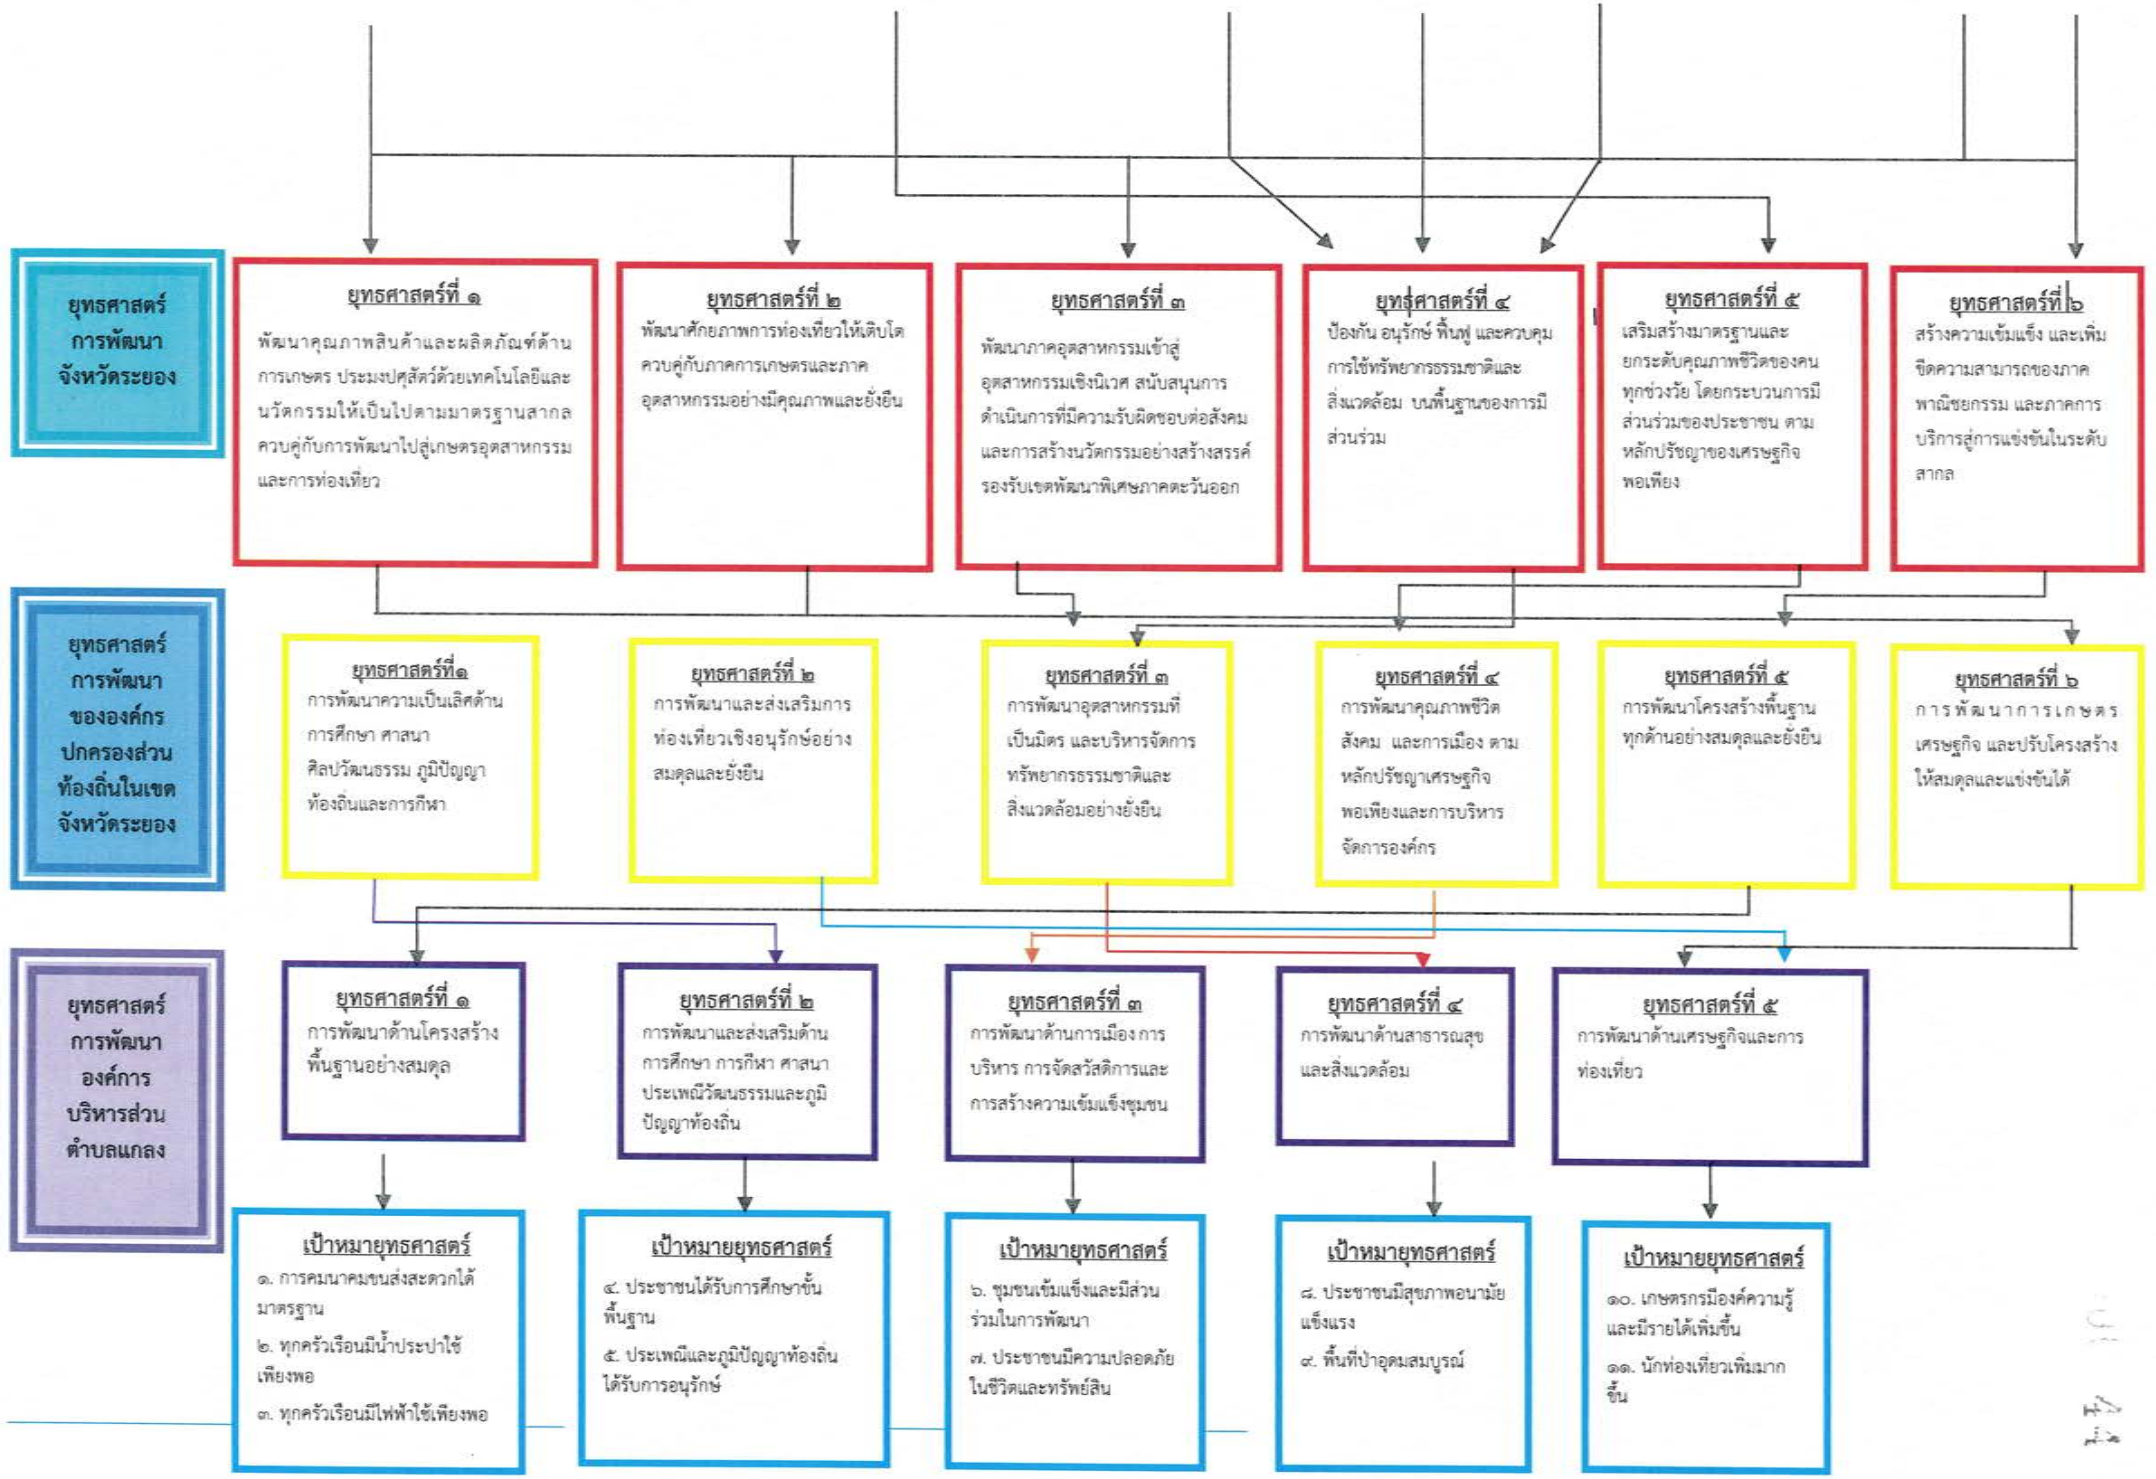 ยุทธศาสตร์
การพัฒนา
จังหวัดระยอง
ยุทธศาสตร์ที่ ๑
พัฒนาคุณภาพสินค้าและผลิตภัณฑ์ด้าน
การเกษตร ประมงปศุสัตว์ด้วยเทคโนโลยีและ
นวัตกรรมให้เป็นไปตามมาตรฐานสากล
ควบคู่กับการพัฒนาไปสู่เกษตรอุตสาหกรรม
และการท่องเที่ยว
ยุทธศาสตร์ที่ ๒
พัฒนาศักยภาพการท่องเที่ยวให้เติบโต
ควบคู่กับภาคการเกษตรและภาค
อุตสาหกรรมอย่างมีคุณภาพและยั่งยืน
ยุทธศาสตร์ที่ ๓
พัฒนาภาคอุตสาหกรรมเข้าสู่
อุตสาหกรรมเชิงนิเวศ สนับสนุนการ
ดำเนินการที่มีความรับผิดชอบต่อสังคม
และการสร้างนวัตกรรมอย่างสร้างสรรค์
รองรับเขตพัฒนาพิเศษภาคตะวันออก
ยุทธศาสตร์ที่ ๔
ป้องกัน อนุรักษ์ ฟื้นฟู และควบคุม
การใช้ทรัพยากรธรรมชาติและ
สิ่งแวดล้อม บนพื้นฐานของการมี
ส่วนร่วม
ยุทธศาสตร์ที่ ๕
เสริมสร้างมาตรฐานและ
ยกระดับคุณภาพชีวิตของคน
ทุกช่วงวัย โดยกระบวนการมี
ส่วนร่วมของประชาชน ตาม
หลักปรัชญาของเศรษฐกิจ
พอเพียง
ยุทธศาสตร์ที่ ๖
สร้างความเข้มแข็ง และเพิ่ม
ขีดความสามารถของภาค
พาณิชยกรรม และภาคการ
บริการสู่การแข่งขันในระดับ
สากล
ยุทธศาสตร์
การพัฒนา
ขององค์กร
ปกครองส่วน
ท้องถิ่นในเขต
จังหวัดระยอง
ยุทธศาสตร์ที่๑
การพัฒนาความเป็นเลิศด้าน
การศึกษา ศาสนา
ศิลปวัฒนธรรม ภูมิปัญญา
ท้องถิ่นและการกีฬา
ยุทธศาสตร์ที่ ๒
การพัฒนาและส่งเสริมการ
ท่องเที่ยวเชิงอนุรักษ์อย่าง
สมดุลและยั่งยืน
ยุทธศาสตร์ที่ ๓
การพัฒนาอุตสาหกรรมที่
เป็นมิตร และบริหารจัดการ
ทรัพยากรธรรมชาติและ
สิ่งแวดล้อมอย่างยั่งยืน
ยุทธศาสตร์ที่ ๔
การพัฒนาคุณภาพชีวิต
สังคม และการเมือง ตาม
หลักปรัชญาเศรษฐกิจ
พอเพียงและการบริหาร
จัดการองค์กร
ยุทธศาสตร์ที่ ๕
การพัฒนาโครงสร้างพื้นฐาน
ทุกด้านอย่างสมดุลและยั่งยืน
ยุทธศาสตร์ที่ ๖
การพัฒนาการเกษตร
เศรษฐกิจ และปรับโครงสร้าง
ให้สมดุลและแข่งขันได้
ยุทธศาสตร์
การพัฒนา
องค์การ
บริหารส่วน
ตำบลแกลง
ยุทธศาสตร์ที่ ๑
การพัฒนาด้านโครงสร้าง
พื้นฐานอย่างสมดุล
ยุทธศาสตร์ที่ ๒
การพัฒนาและส่งเสริมด้าน
การศึกษา การกีฬา ศาสนา
ประเพณีวัฒนธรรมและภูมิ
ปัญญาท้องถิ่น
ยุทธศาสตร์ที่ ๓
การพัฒนาด้านการเมือง การ
บริหาร การจัดสวัสดิการและ
การสร้างความเข้มแข็งชุมชน
ยุทธศาสตร์ที่ ๔
การพัฒนาด้านสาธารณสุข
และสิ่งแวดล้อม
ยุทธศาสตร์ที่ ๕
การพัฒนาด้านเศรษฐกิจและการ
ท่องเที่ยว
เป้าหมายุทธศาสตร์
๑. การคมนาคมขนส่งสะดวกได้
มาตรฐาน
๒. ทุกครัวเรือนมีน้ำประปาใช้
เพียงพอ
๓. ทุกครัวเรือนมีไฟฟ้าใช้เพียงพอ
เป้าหมายยุทธศาสตร์
๔. ประชาชนได้รับการศึกษาขั้น
พื้นฐาน
๕. ประเพณีและภูมิปัญญาท้องถิ่น
ได้รับการอนุรักษ์
เป้าหมายุทธศาสตร์
๖. ชุมชนเข้มแข็งและมีส่วน
ร่วมในการพัฒนา
๗. ประชาชนมีความปลอดภัย
ในชีวิตและทรัพย์สิน
เป้าหมายุทธศาสตร์
๘. ประชาชนมีสุขภาพอนามัย
แข็งแรง
๙. พื้นที่ป่าอุดมสมบูรณ์
เป้าหมายยุทธศาสตร์
๑๐. เกษตรกรมีองค์ความรู้
และมีรายได้เพิ่มขึ้น
๑๑. นักท่องเที่ยวเพิ่มมาก
ขึ้น